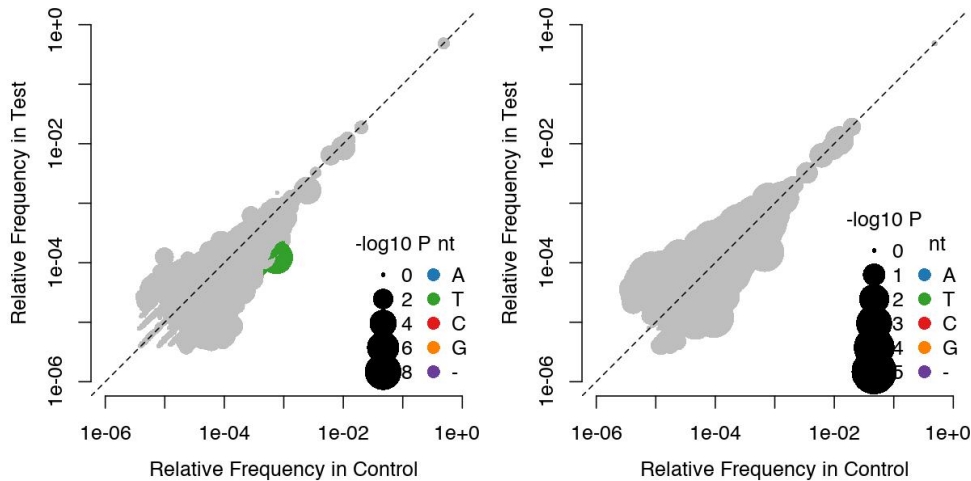 Relative Frequency in Test
1e+0
1e-02
1e-04
1e-06
-log10 P nt
0 A
2 T
4 C
6 G
8 -
1e-06 1e-04 1e-02 1e+0
Relative Frequency in Control
Relative Frequency in Test
1e+0
1e-02
1e-04
1e-06
-log10 P
nt
0
1 A
2 T
3 C
4 G
5 -
1e-06 1e-04 1e-02 1e+0
Relative Frequency in Control